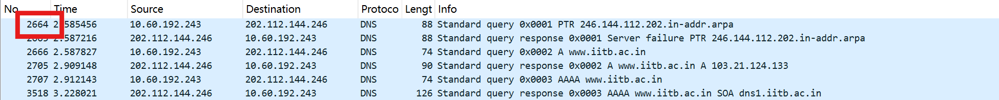 No. Time Source Destination Protoco Lengt Info
2664 2.585456 10.60.192.243 202.112.144.246 DNS 88 Standard query 0x0001 PTR 246.144.112.202.in-addr.arpa
2665 2.587216 202.112.144.246 10.60.192.243 DNS 88 Standard query response 0x0001 Server failure PTR 246.144.112.202.in-addr.arpa
2666 2.587827 10.60.192.243 202.112.144.246 DNS 74 Standard query 0x0002 A www.iitb.ac.in
2705 2.909148 202.112.144.246 10.60.192.243 DNS 90 Standard query response 0x0002 A www.iitb.ac.in A 103.21.124.133
2707 2.912143 10.60.192.243 202.112.144.246 DNS 74 Standard query 0x0003 AAAA www.iitb.ac.in
3518 3.228021 202.112.144.246 10.60.192.243 DNS 126 Standard query response 0x0003 AAAA www.iitb.ac.in SOA dns1.iitb.ac.in